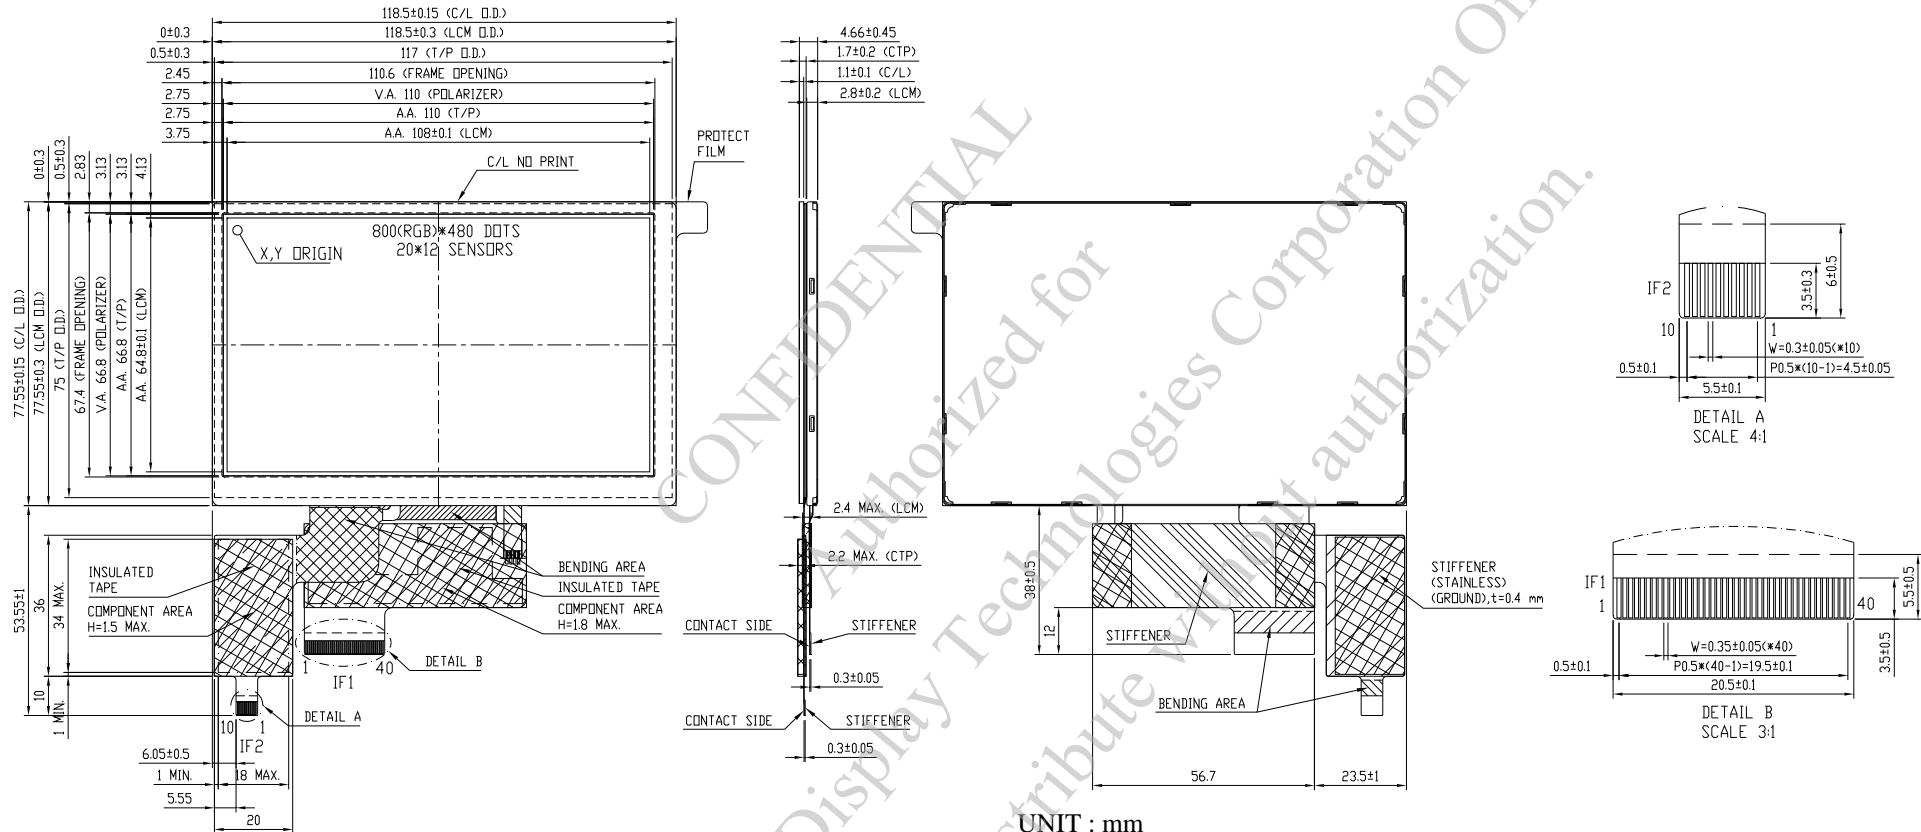 118.5±0.15 (C/L O.D.)
0±0.3
118.5±0.3 (LCM O.D.)
0.5±0.3
117 (T/P O.D.)
2.45
110.6 (FRAME OPENING)
2.75
V.A. 110 (POLARIZER)
2.75
A.A. 110 (T/P)
3.75
A.A. 108±0.1 (LCM)
0±0.3
0.5±0.3
2.83
3.13
3.13
4.13
C/L NO PRINT
PROTECT
FILM
800(RGB)*480 DOTS
20*12 SENSORS
X,Y ORIGIN
77.55±0.15 (C/L O.D.)
77.55±0.3 (LCM O.D.)
75 (T/P O.D.)
67.4 (FRAME OPENING)
V.A. 66.8 (POLARIZER)
A.A. 66.8 (T/P)
A.A. 64.8±0.1 (LCM)
53.55±1
36
34 MAX.
10
1 MIN.
INSULATED
TAPE
COMPONENT AREA
H=1.5 MAX.
BENDING AREA
INSULATED TAPE
COMPONENT AREA
H=1.8 MAX.
1
40
IF1
DETAIL B
10
1
IF2
DETAIL A
6.05±0.5
1 MIN.
18 MAX.
5.55
20
4.66±0.45
1.7±0.2 (CTP)
1.1±0.1 (C/L)
2.8±0.2 (LCM)
2.4 MAX. (LCM)
2.2 MAX. (CTP)
CONTACT SIDE
STIFFENER
0.3±0.05
CONTACT SIDE
STIFFENER
0.3±0.05
38±0.5
12
STIFFENER
BENDING AREA
STIFFENER
(STAINLESS)
(GROUND),t=0.4 mm
56.7
23.5±1
UNIT : mm
IF2
10
1
3.5±0.3
6±0.5
W=0.3±0.05(*10)
0.5±0.1
P0.5*(10-1)=4.5±0.05
5.5±0.1
DETAIL A
SCALE 4:1
IF1
1
40
5.5±0.5
3.5±0.5
W=0.35±0.05(*40)
0.5±0.1
P0.5*(40-1)=19.5±0.1
20.5±0.1
DETAIL B
SCALE 3:1
CONFIDENTIAL
Authorized for
Display Technologies Corporation
without authorization.